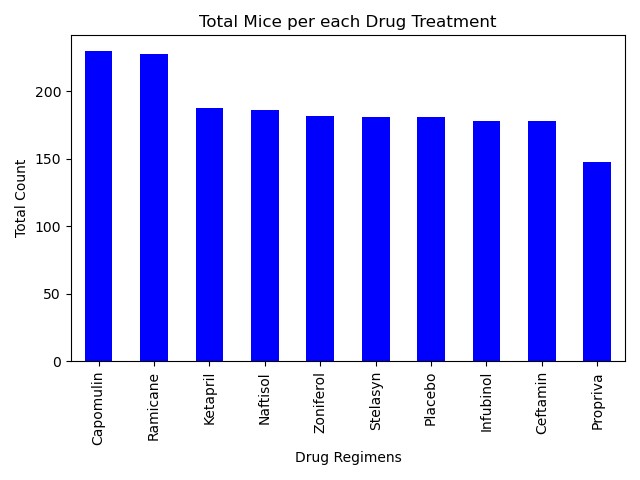 Total Mice per each Drug Treatment
Total Count
200
150
100
50
0
Capomulin
Ramicane
Ketapril
Naftisol
Zoniferol
Stelasyn
Placebo
Infubinol
Ceftamin
Propriva
Drug Regimens